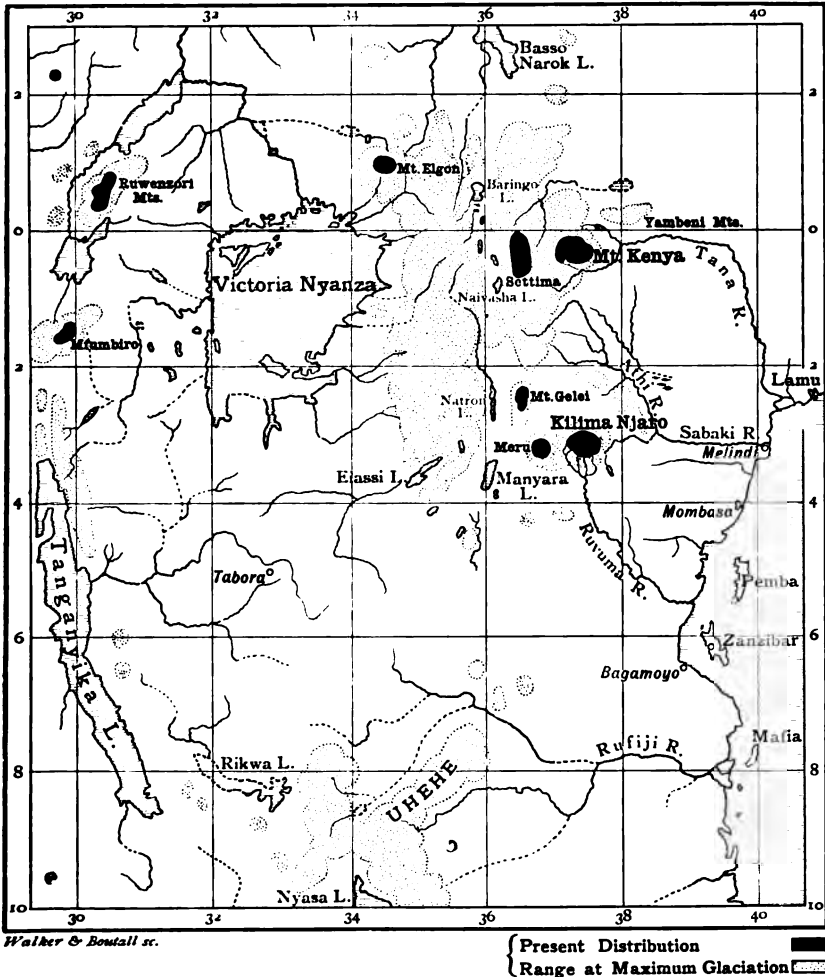 30 32 34 36 38 40
Basso
Narok L.
2 2
Mt. Elgon
Ruwenzori
Mts.
Baringo
L.
Yambeni Mts.
0 0
Mt. Kenya
Tana R.
Victoria Nyanza
Settima
Naivasha L.
Mfumbiro
Athi R.
2 2
Lamu
Natron
L.
Mt. Gelei
Kilima Njaro
Meru
Sabaki R.
Melindi
Eiassi L.
Manyara
L.
4 4
Mombasa
Ruvuma R.
Tanganyika L.
Tabora
Pemba
6 6
Zanzibar
Bagamoyo
Mafia
Rikwa L.
Rufiji R.
8 8
UHEHE
Nyasa L.
10 10
30 32 34 36 38 40
Walker & Boutall sc.
Present Distribution
Range at Maximum Glaciation